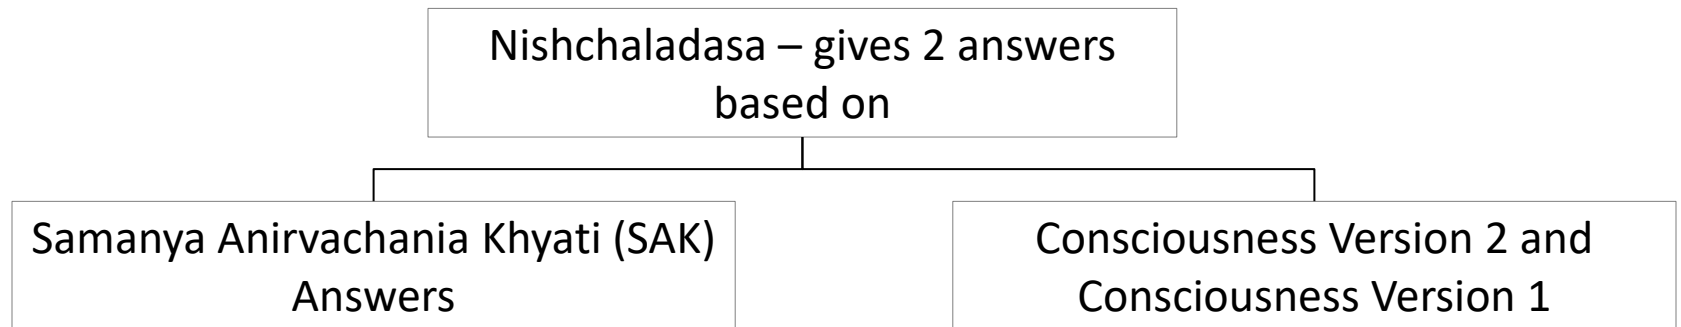 Nishchaladasa – gives 2 answers
based on
Samanya Anirvachania Khyati (SAK)
Answers
Consciousness Version 2 and
Consciousness Version 1